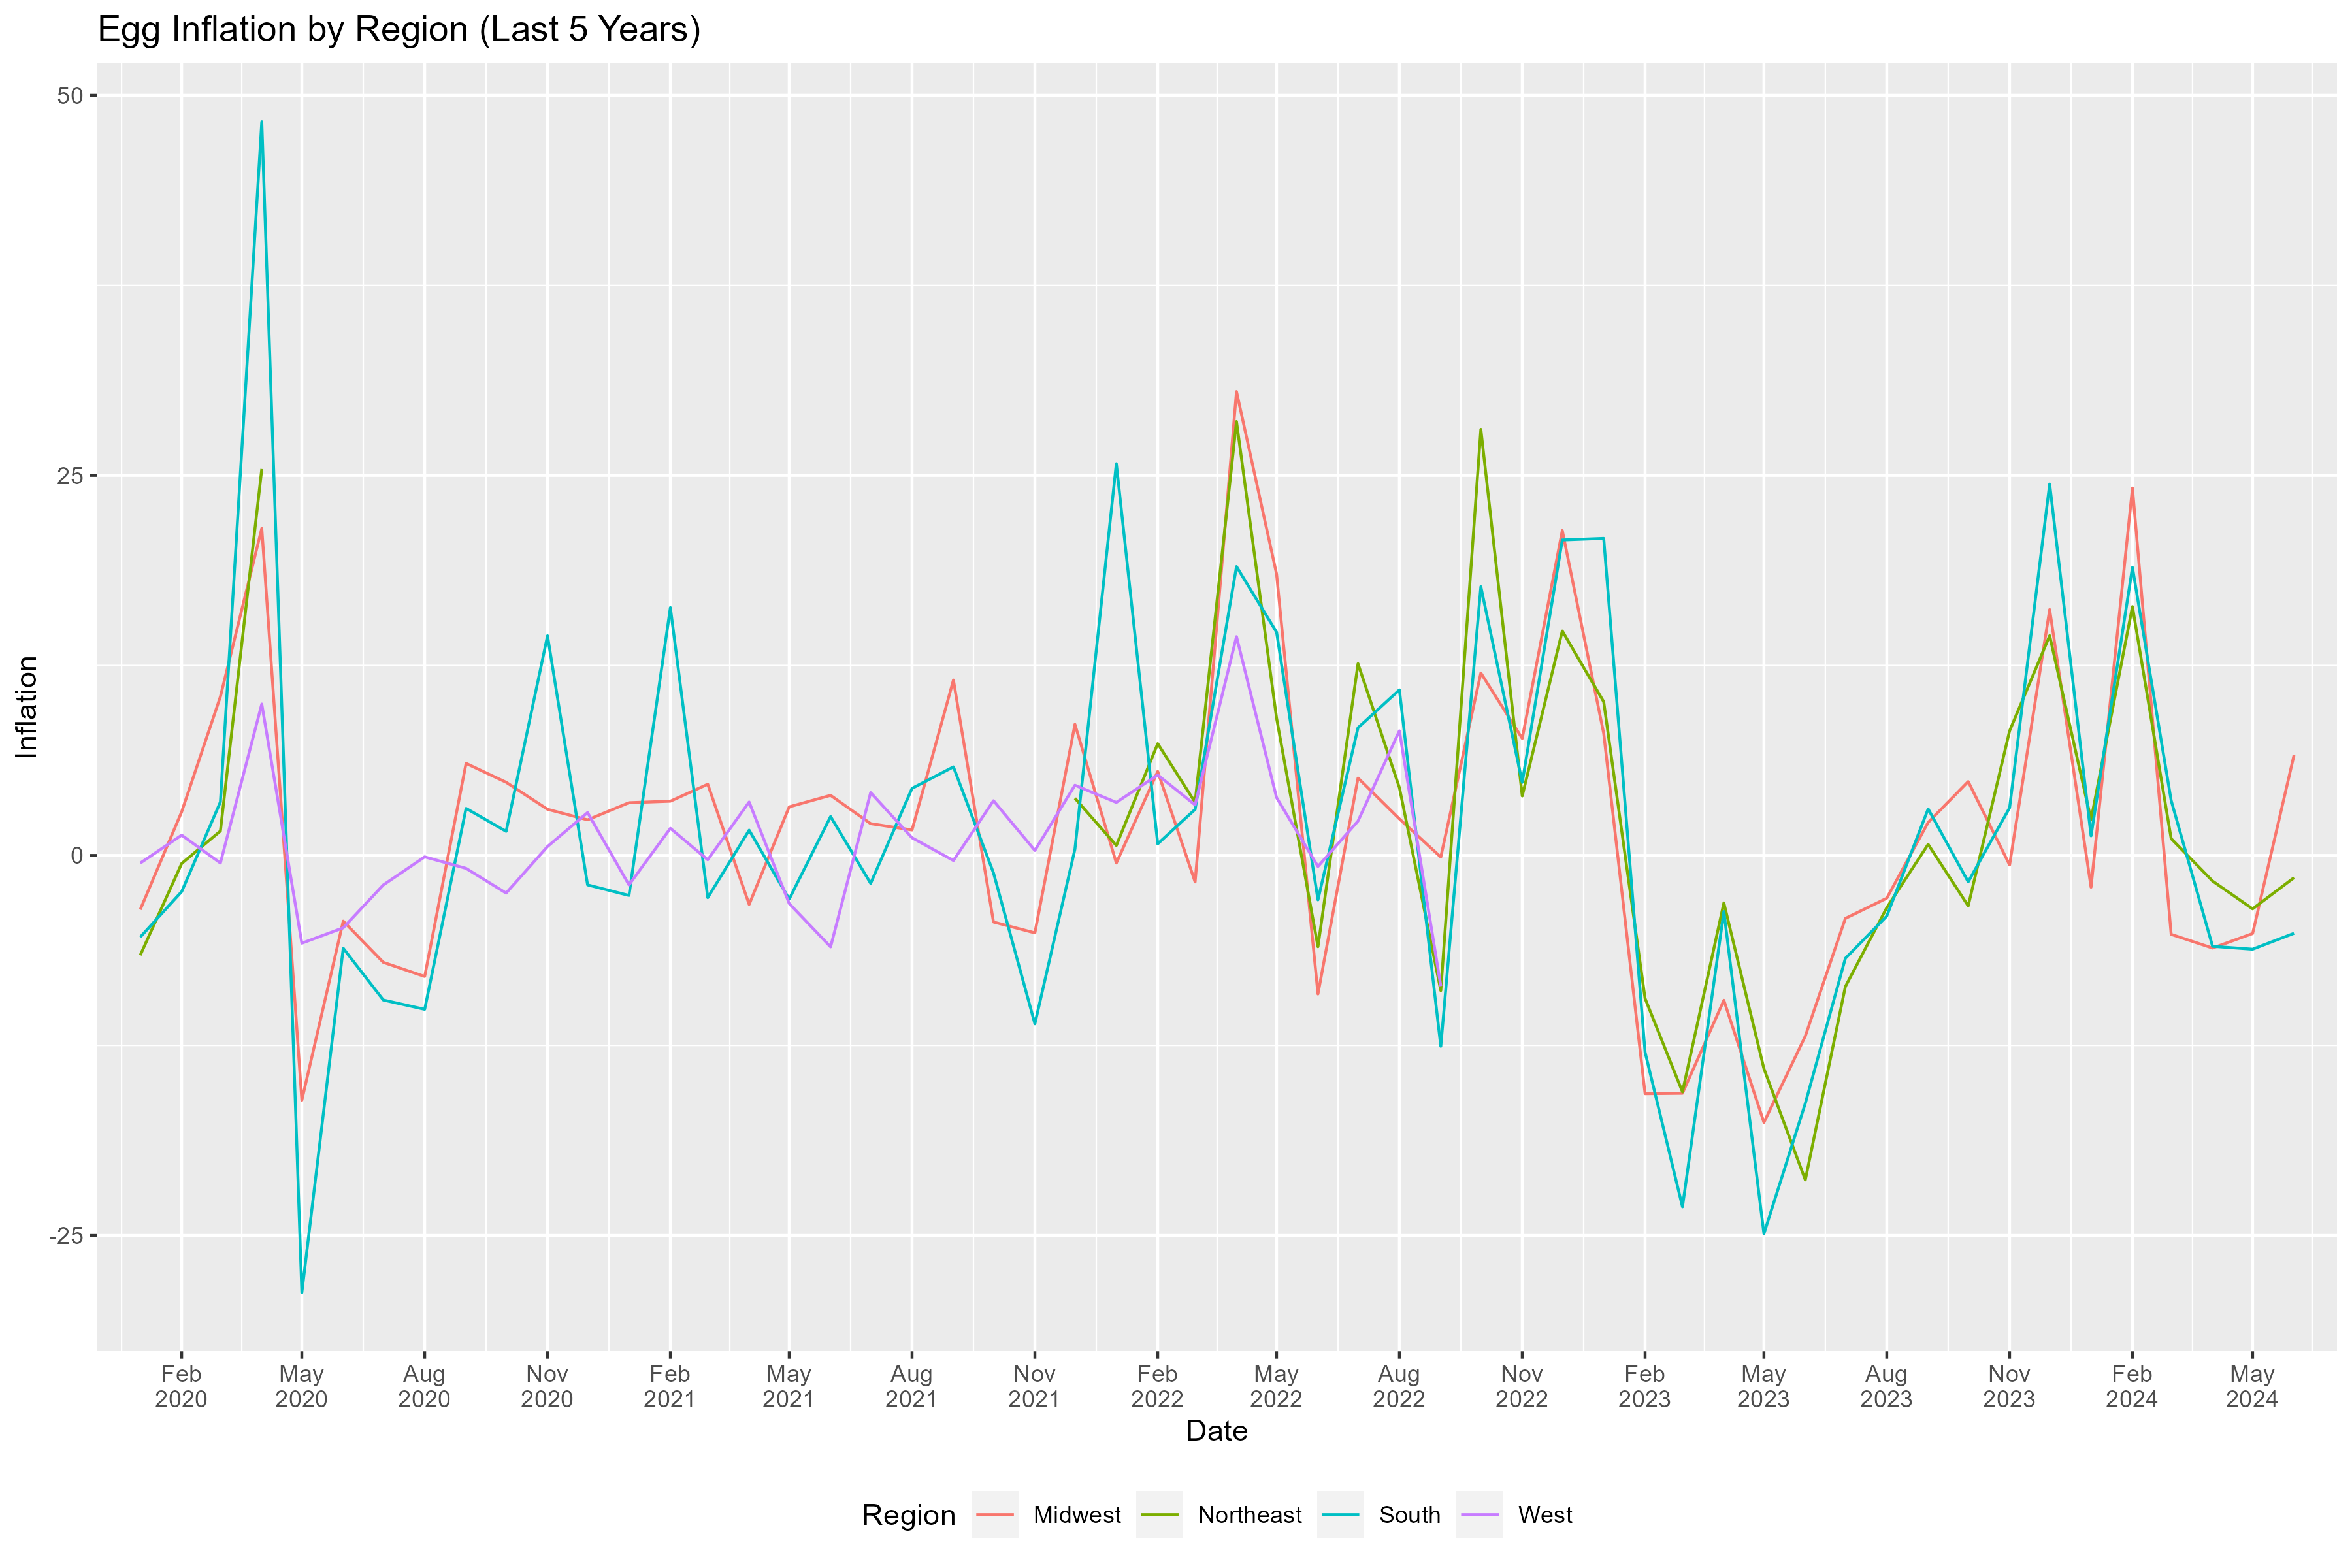 Egg Inflation by Region (Last 5 Years)
50
25
0
-25
Inflation
Feb May Aug Nov Feb May Aug Nov Feb May Aug Nov Feb May Aug Nov Feb May
2020 2020 2020 2020 2021 2021 2021 2021 2022 2022 2022 2022 2023 2023 2023 2023 2024 2024
Date
Region Midwest Northeast South West